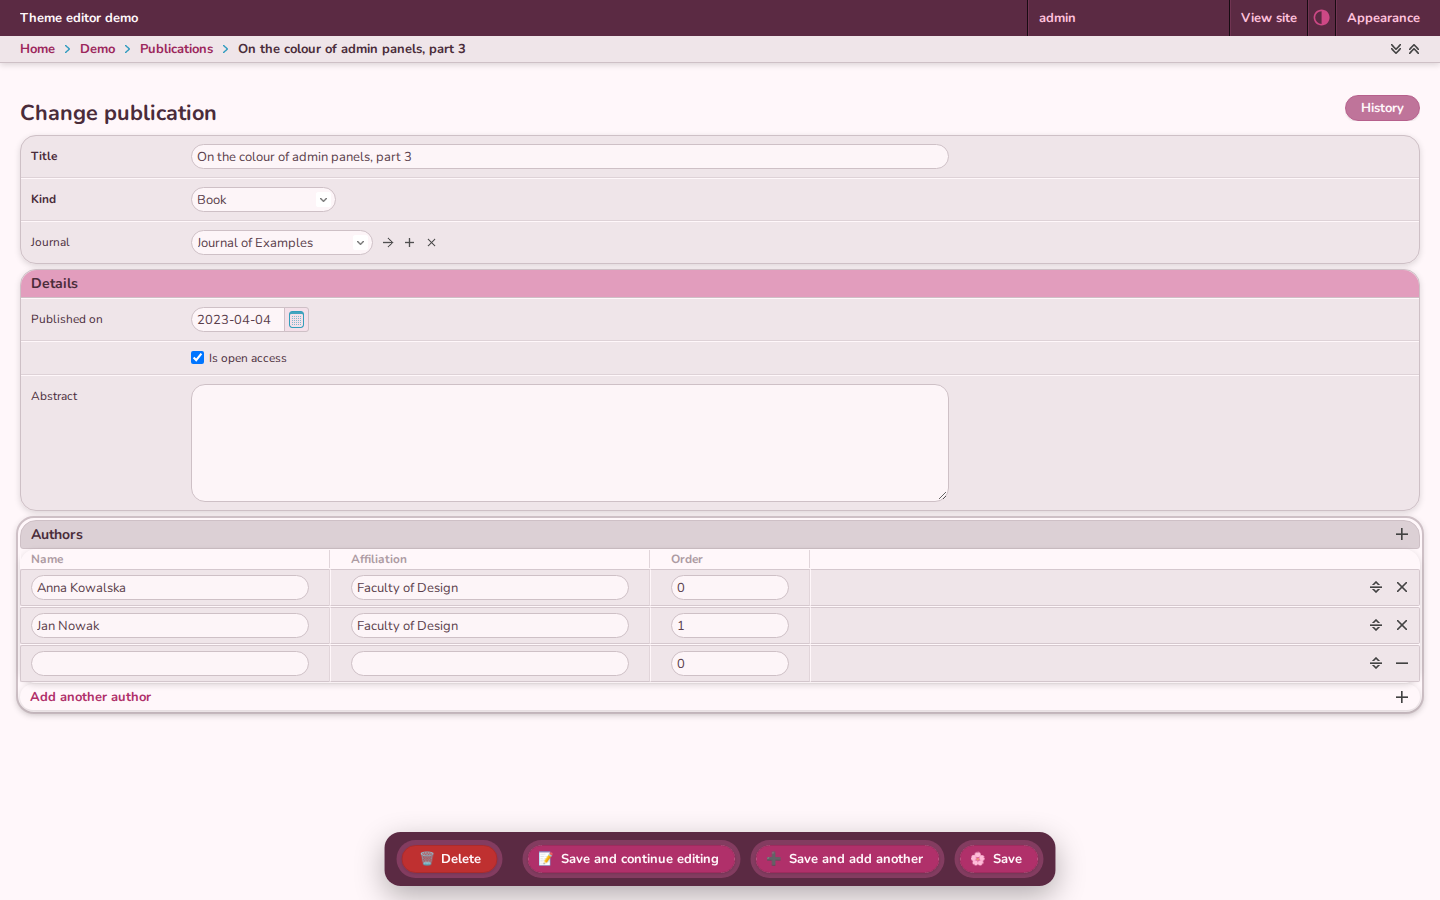 Theme editor demo
admin
View site
Appearance
Home > Demo > Publications > On the colour of admin panels, part 3
Change publication
History
Title
On the colour of admin panels, part 3
Kind
Book
Journal
Journal of Examples
Details
Published on
2023-04-04
Is open access
Abstract
Authors
Name Affiliation Order
Anna Kowalska Faculty of Design 0
Jan Nowak Faculty of Design 1
0
Add another author
Delete
Save and continue editing
Save and add another
Save